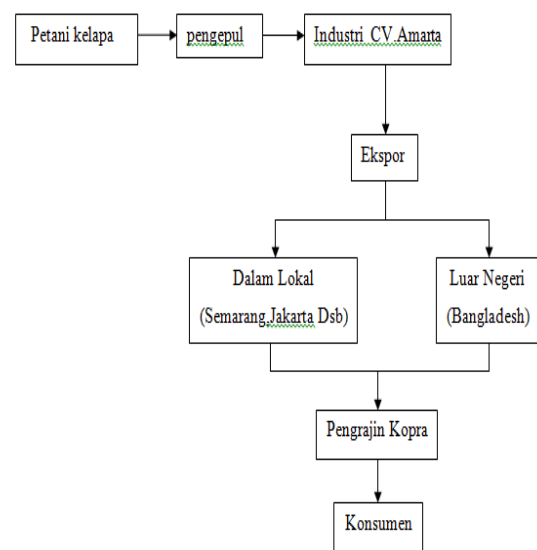 Petani kelapa
pengepul
Industri CV.Amarta
Ekspor
Dalam Lokal
(Semarang,Jakarta Dsb)
Luar Negeri
(Bangladesh)
Pengrajin Kopra
Konsumen